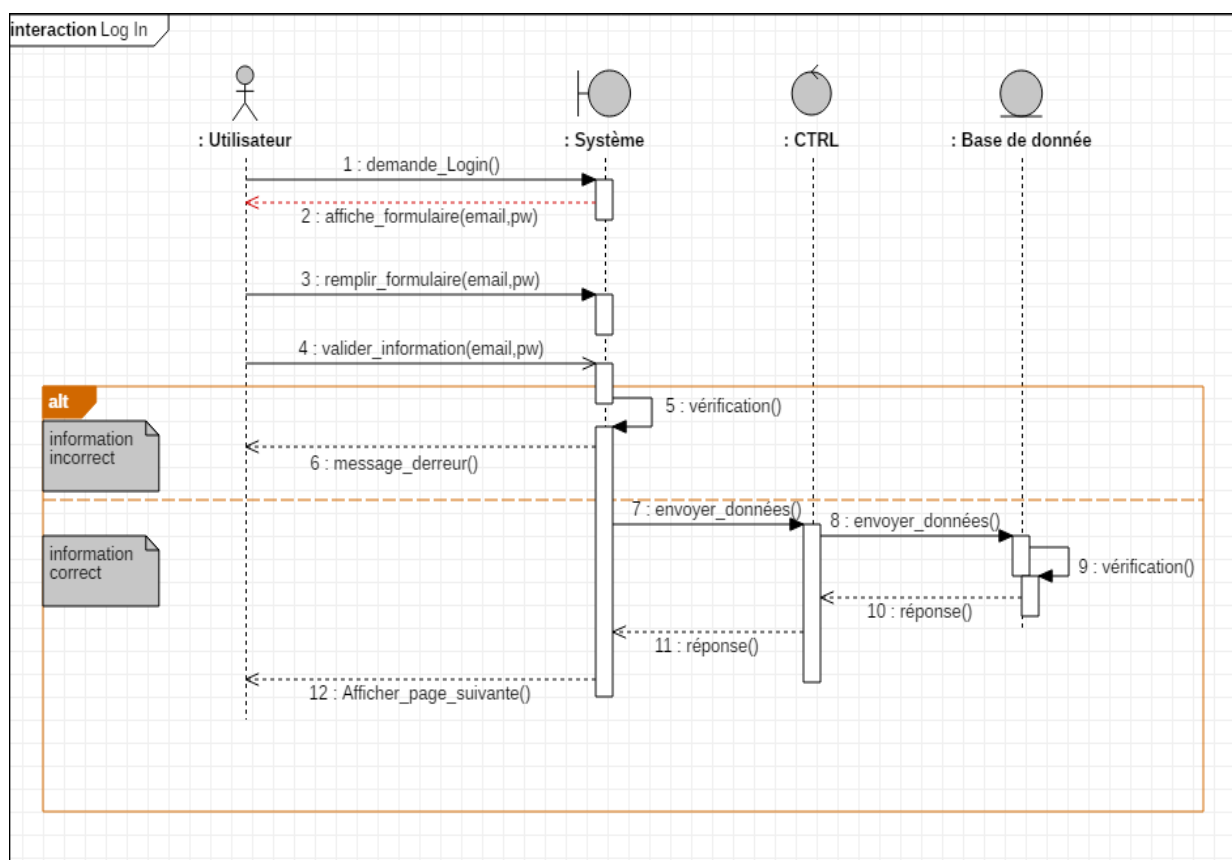 interaction Log In
: Utilisateur
: Système
: CTRL
: Base de donnée
1 : demande_Login()
2 : affiche_formulaire(email,pw)
3 : remplir_formulaire(email,pw)
4 : valider_information(email,pw)
alt
5 : vérification()
information
incorrect
6 : message_derreur()
7 : envoyer_données()
8 : envoyer_données()
information
correct
9 : vérification()
10 : réponse()
11 : réponse()
12 : Afficher_page_suivante()